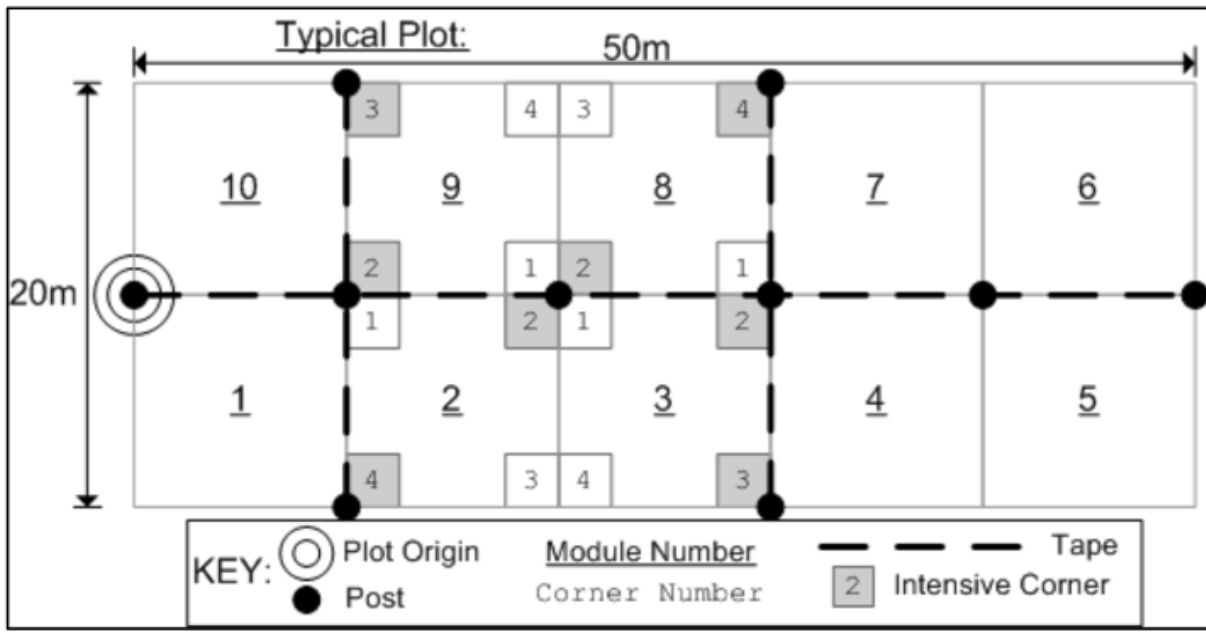 Typical Plot:
50m
3 4 3 4
10 9 8 7 6
2 1 2 1
20m
1 2 1 2
1 2 3 4 5
4 3 4 3
KEY: Plot Origin Module Number Tape
Post Corner Number 2 Intensive Corner